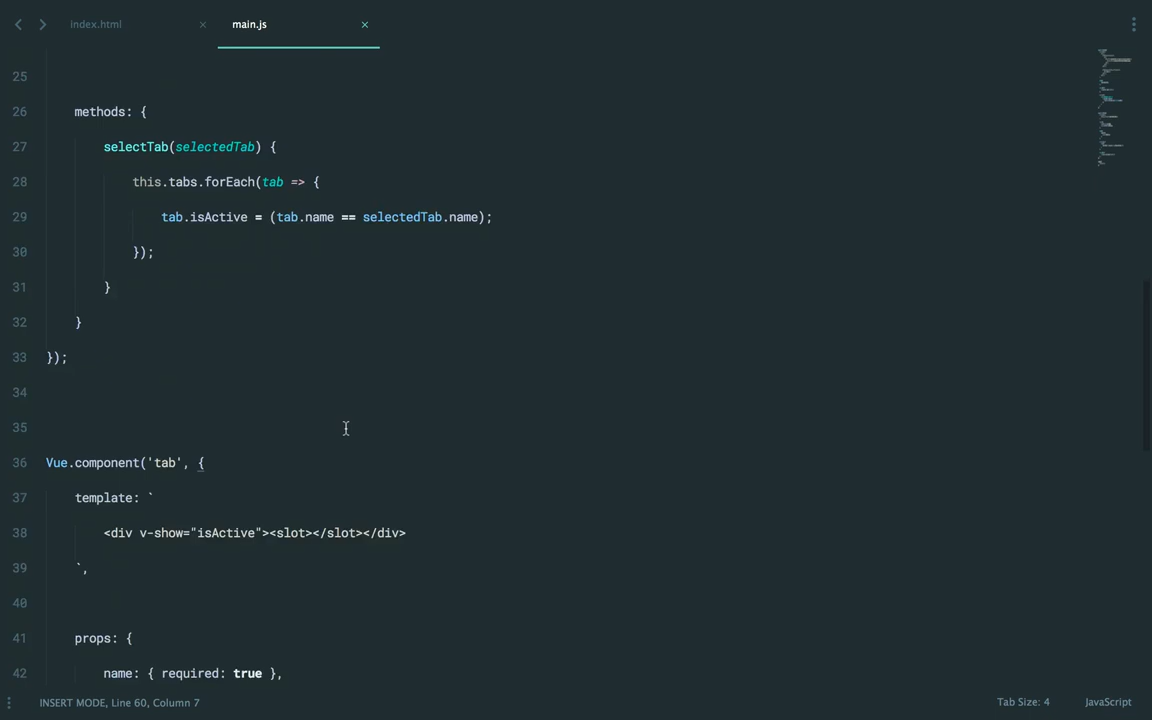 index.html × main.js ×
25
26 methods: {
27 selectTab(selectedTab) {
28 this.tabs.forEach(tab => {
29 tab.isActive = (tab.name == selectedTab.name);
30 });
31 }
32 }
33 });
34
35
36 Vue.component('tab', {
37 template: `
38 <div v-show="isActive"><slot></slot></div>
39 `,
40
41 props: {
42 name: { required: true },
INSERT MODE, Line 60, Column 7 Tab Size: 4 JavaScript